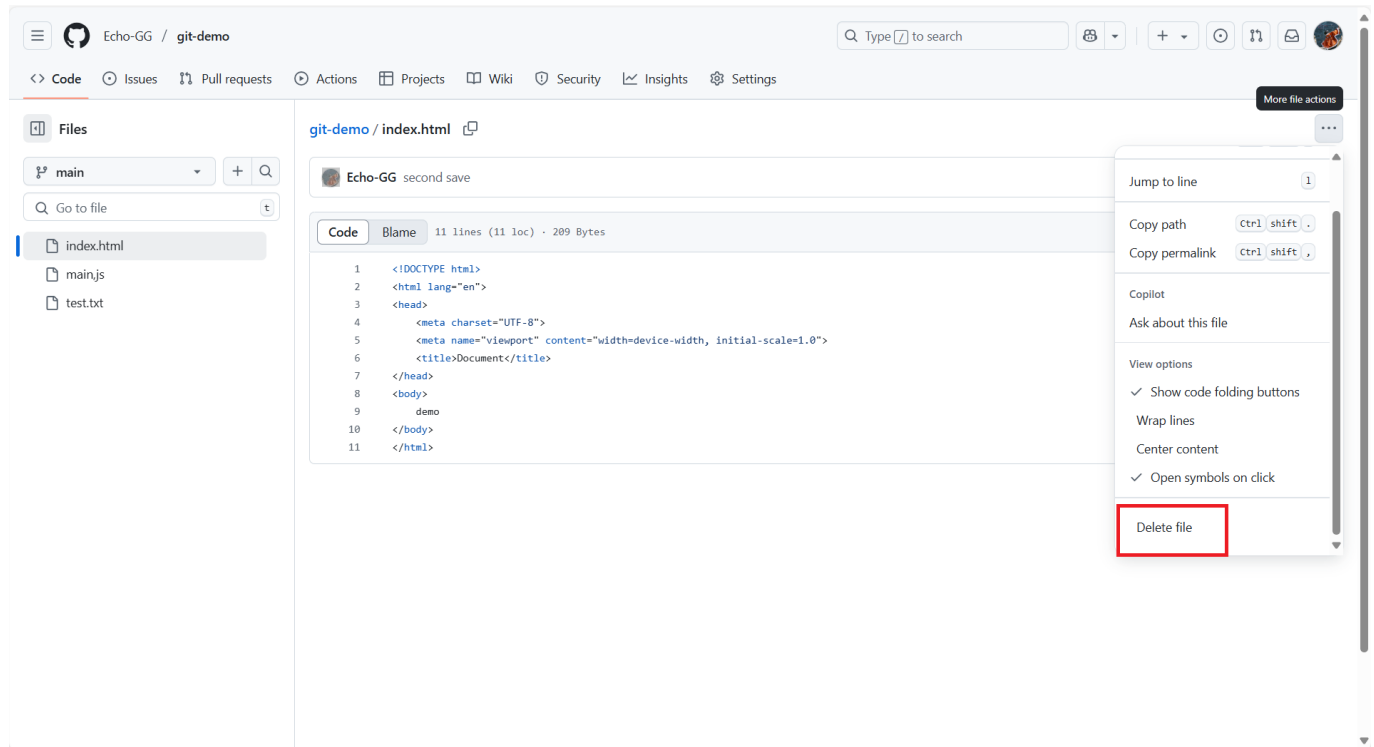 Echo-GG / git-demo
Type / to search
Code Issues Pull requests Actions Projects Wiki Security Insights Settings
More file actions
Files
main
Go to file t
index.html
main,js
test.txt
git-demo / index.html
Echo-GG second save
Code Blame 11 lines (11 loc) · 209 Bytes
1 <!DOCTYPE html>
2 <html lang="en">
3 <head>
4 <meta charset="UTF-8">
5 <meta name="viewport" content="width=device-width, initial-scale=1.0">
6 <title>Document</title>
7 </head>
8 <body>
9 demo
10 </body>
11 </html>
Jump to line l
Copy path Ctrl shift .
Copy permalink Ctrl shift ,
Copilot
Ask about this file
View options
Show code folding buttons
Wrap lines
Center content
Open symbols on click
Delete file